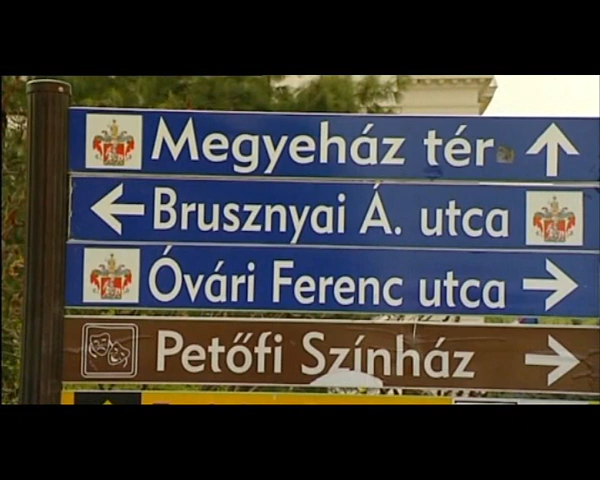 Megyeház tér
Brusznyai Á. utca
Óvári Ferenc utca
Petőfi Színház